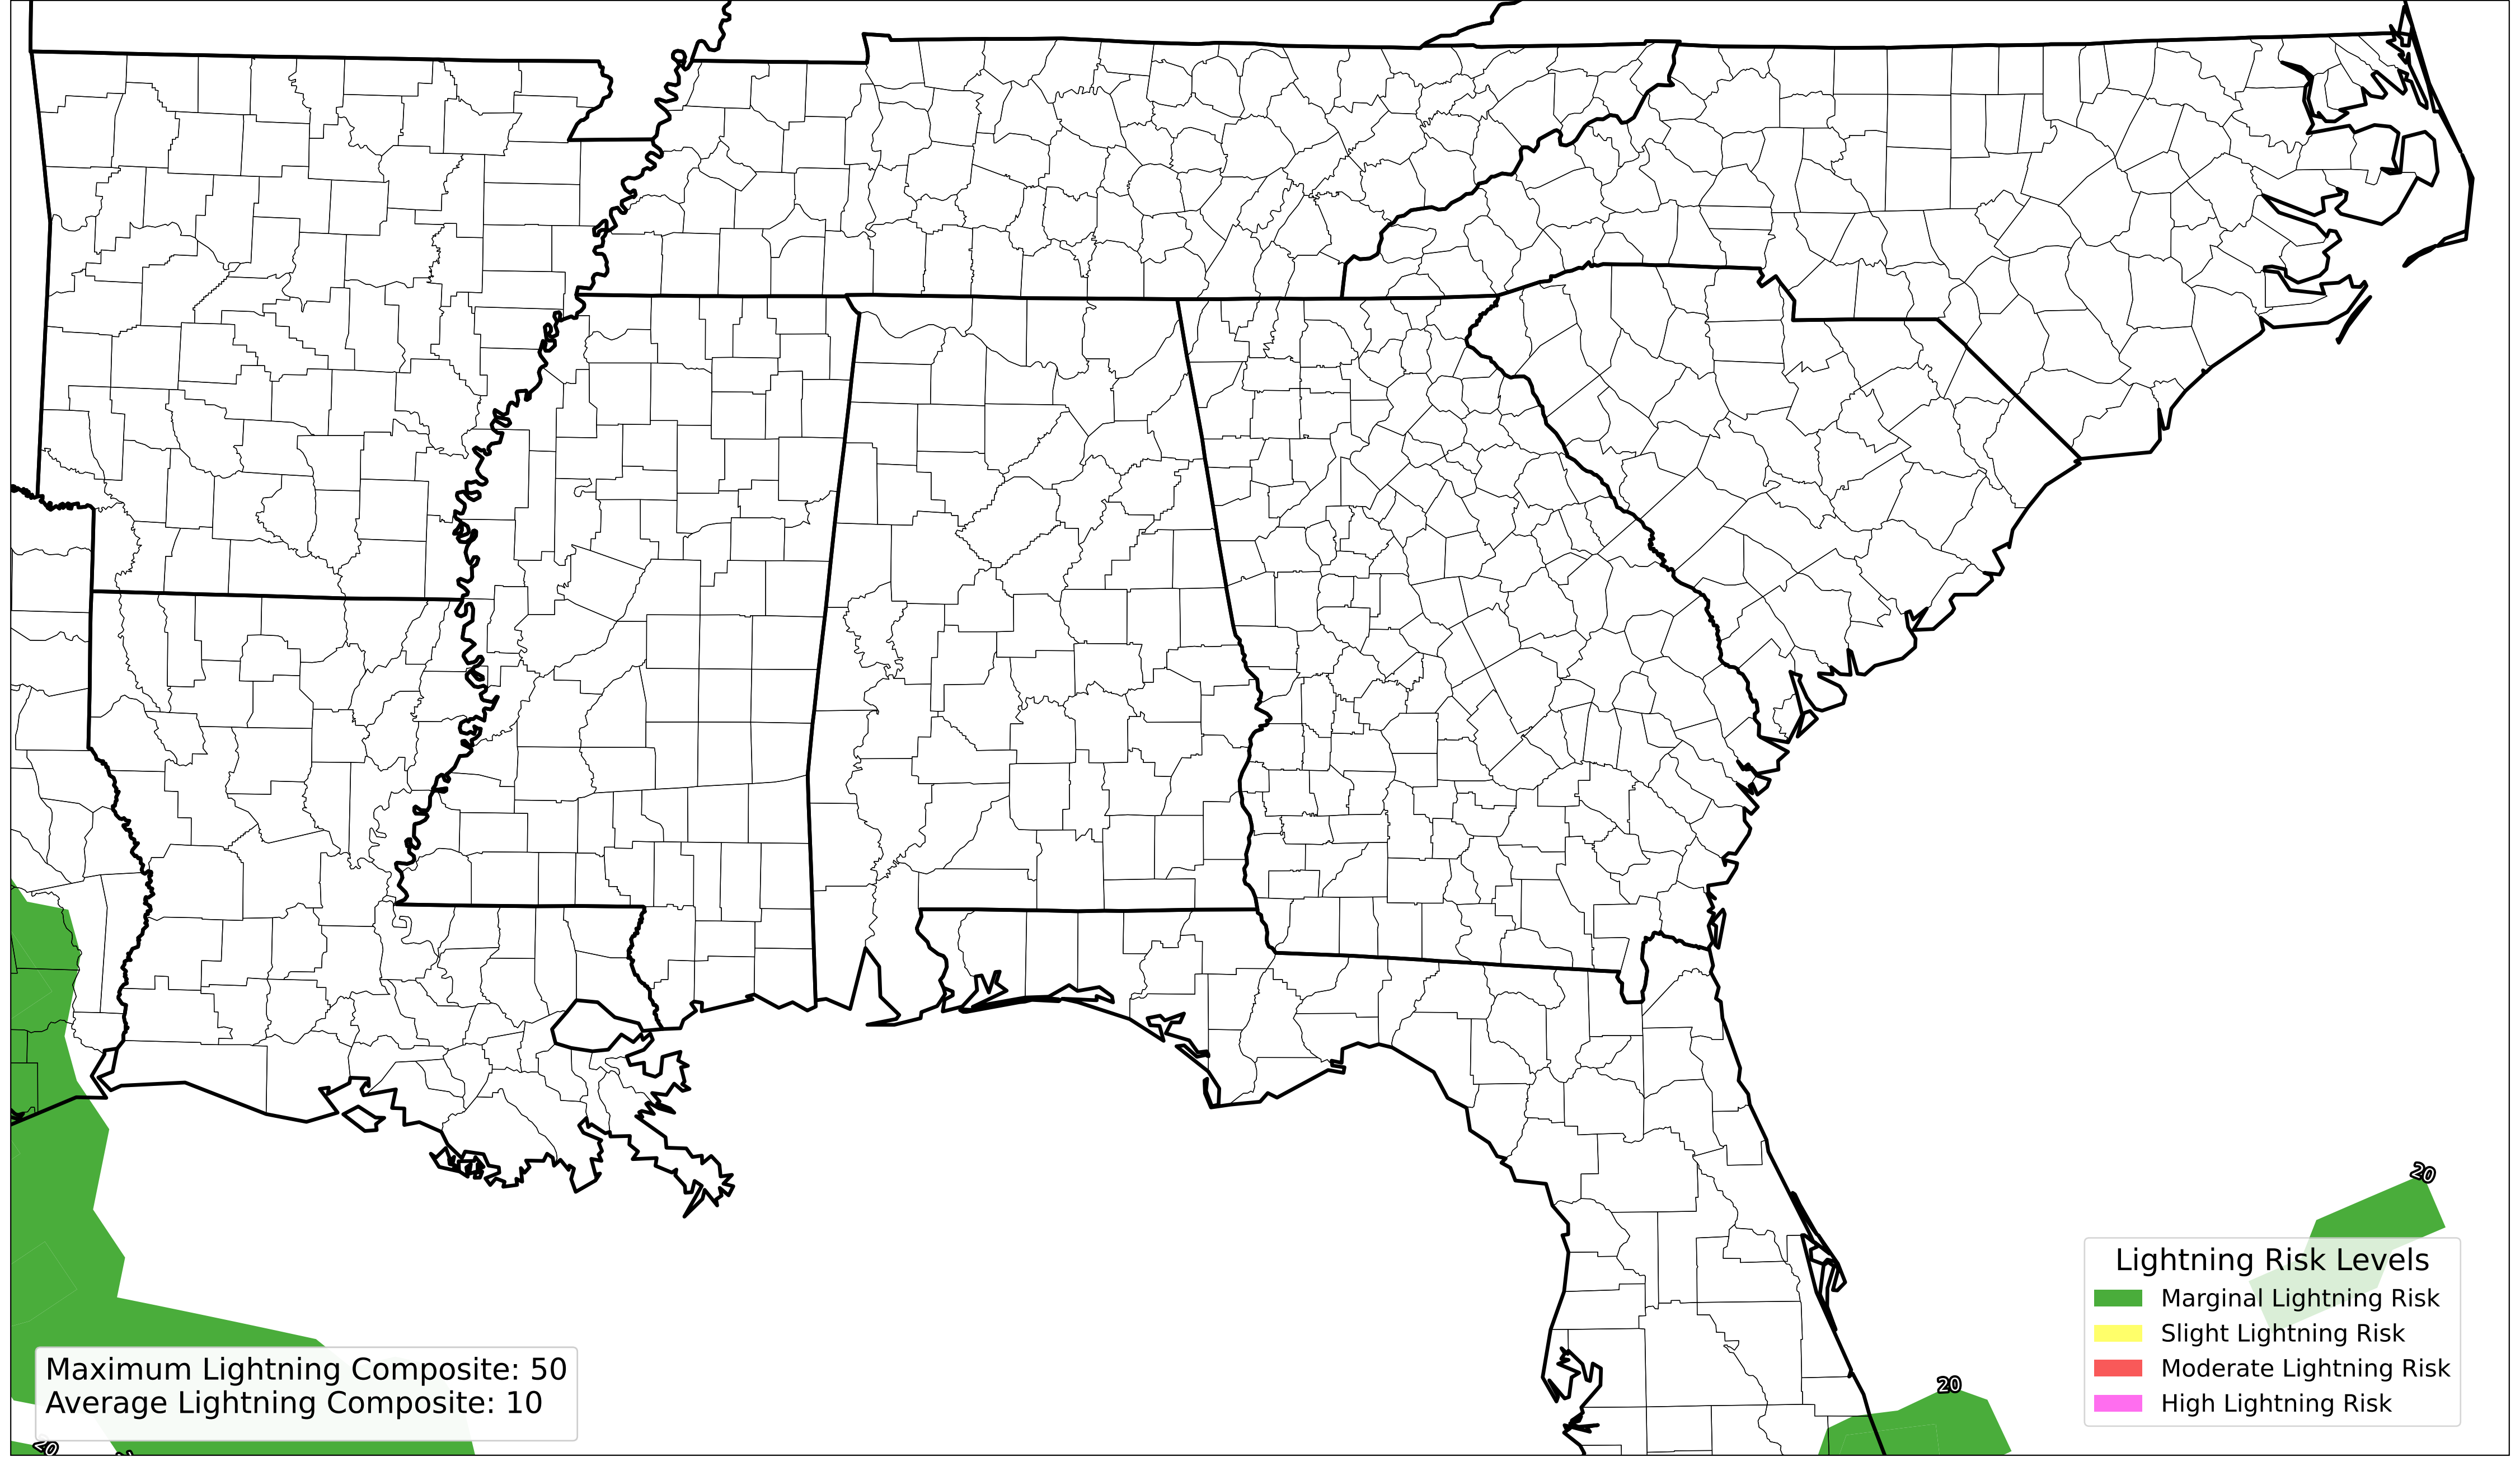 20
Lightning Risk Levels
Marginal Lightning Risk
Slight Lightning Risk
Moderate Lightning Risk
High Lightning Risk
Maximum Lightning Composite: 50
Average Lightning Composite: 10
20
20